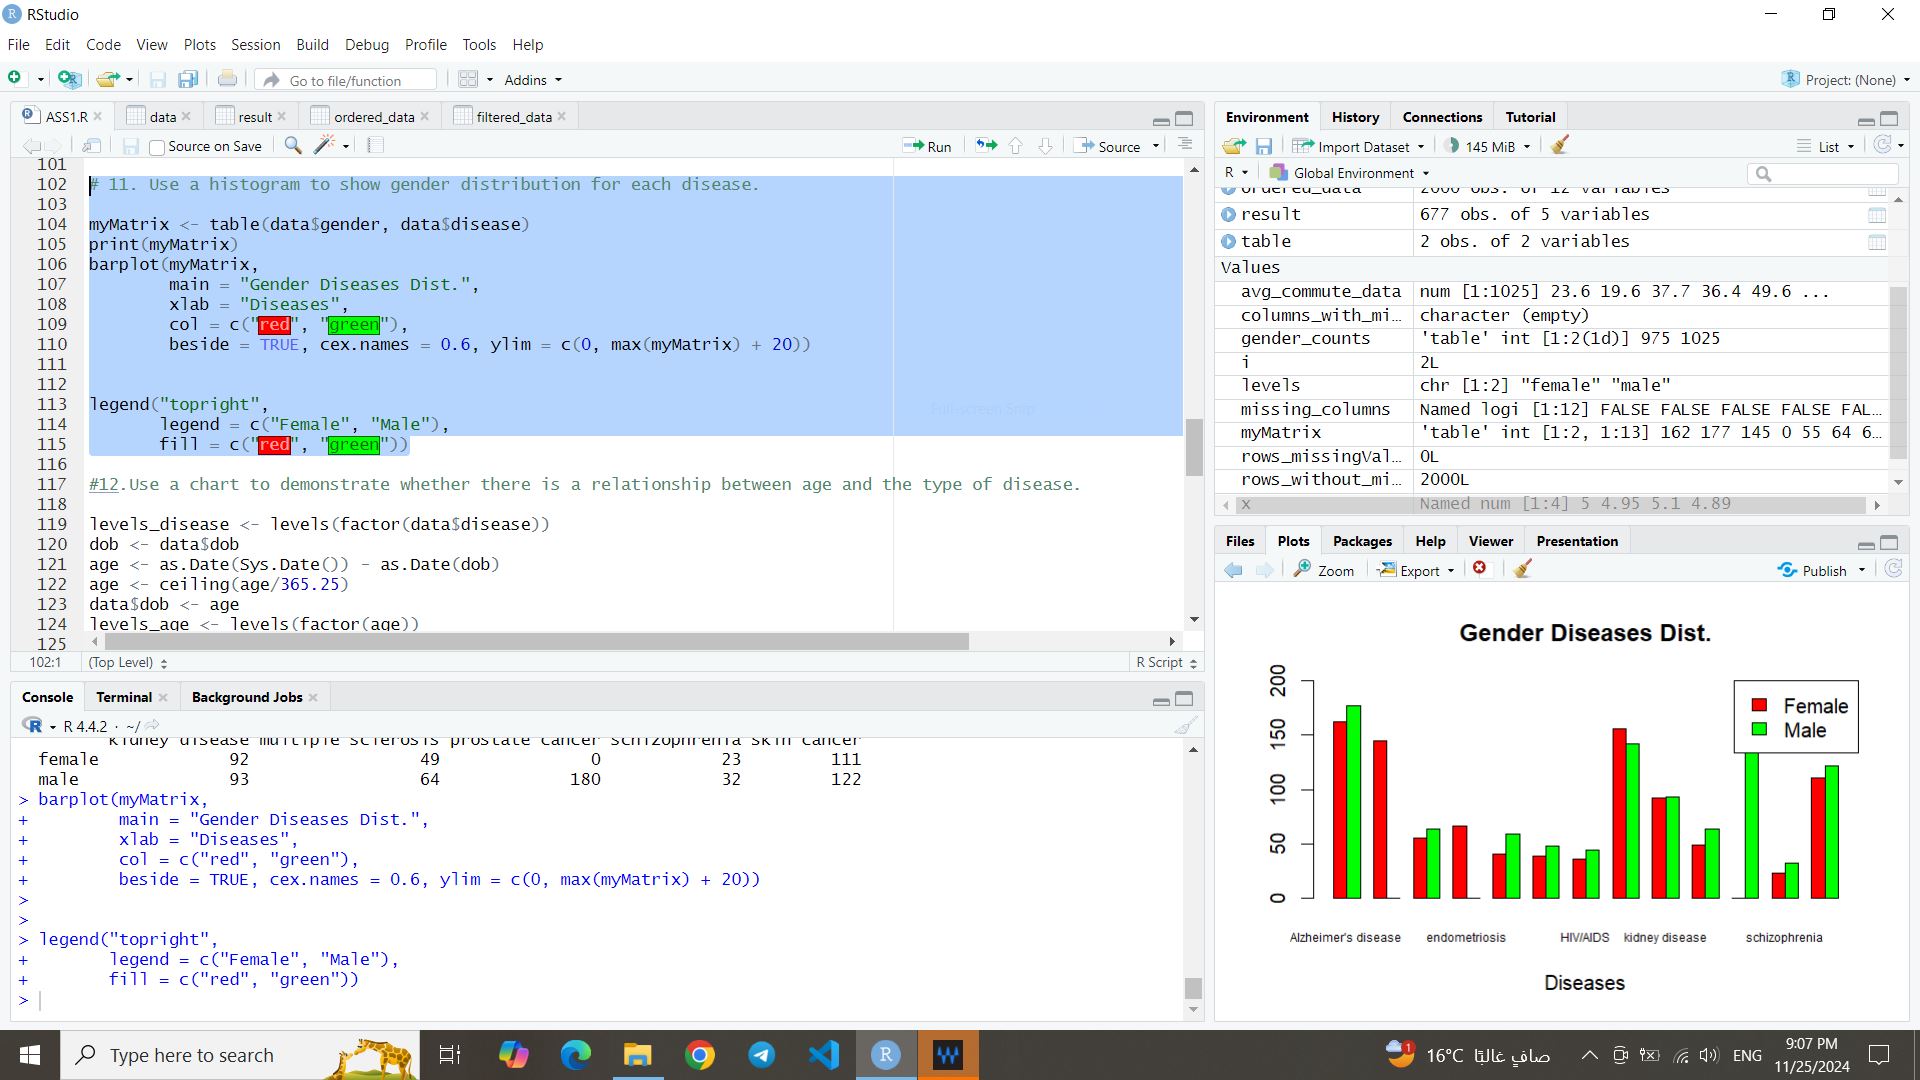 RStudio
File Edit Code View Plots Session Build Debug Profile Tools Help
Go to file/function Addins Project: (None)
ASS1.R data result ordered_data filtered_data
Source on Save Run Source
101
102 # 11. Use a histogram to show gender distribution for each disease.
103
104 myMatrix <- table(data$gender, data$disease)
105 print(myMatrix)
106 barplot(myMatrix,
107 main = "Gender Diseases Dist.",
108 xlab = "Diseases",
109 col = c("red", "green"),
110 beside = TRUE, cex.names = 0.6, ylim = c(0, max(myMatrix) + 20))
111
112
113 legend("topright",
114 legend = c("Female", "Male"),
115 fill = c("red", "green"))
116
117 #12.Use a chart to demonstrate whether there is a relationship between age and the type of disease.
118
119 levels_disease <- levels(factor(data$disease))
120 dob <- data$dob
121 age <- as.Date(Sys.Date()) - as.Date(dob)
122 age <- ceiling(age/365.25)
123 data$dob <- age
124 levels_age <- levels(factor(age))
125
Full-screen Snip
102:1 (Top Level) R Script
Console Terminal Background Jobs
R 4.4.2 · ~/
kidney disease multiple sclerosis prostate cancer schizophrenia skin cancer
female 92 49 0 23 111
male 93 64 180 32 122
> barplot(myMatrix,
+ main = "Gender Diseases Dist.",
+ xlab = "Diseases",
+ col = c("red", "green"),
+ beside = TRUE, cex.names = 0.6, ylim = c(0, max(myMatrix) + 20))
>
>
> legend("topright",
+ legend = c("Female", "Male"),
+ fill = c("red", "green"))
>
Environment History Connections Tutorial
Import Dataset 145 MiB List
R Global Environment
ordered_data 2000 obs. of 12 variables
result 677 obs. of 5 variables
table 2 obs. of 2 variables
Values
avg_commute_data num [1:1025] 23.6 19.6 37.7 36.4 49.6 ...
columns_with_mi… character (empty)
gender_counts 'table' int [1:2(1d)] 975 1025
i 2L
levels chr [1:2] "female" "male"
missing_columns Named logi [1:12] FALSE FALSE FALSE FALSE FAL…
myMatrix 'table' int [1:2, 1:13] 162 177 145 0 55 64 6…
rows_missingVal… 0L
rows_without_mi… 2000L
x Named num [1:4] 5 4.95 5.1 4.89
Files Plots Packages Help Viewer Presentation
Zoom Export Publish
Gender Diseases Dist.
200
150
100
50
0
Female
Male
Alzheimer's disease endometriosis HIV/AIDS kidney disease schizophrenia
Diseases
Type here to search
R
1
16°C صافٍ غالبًا
ENG
9:07 PM
11/25/2024